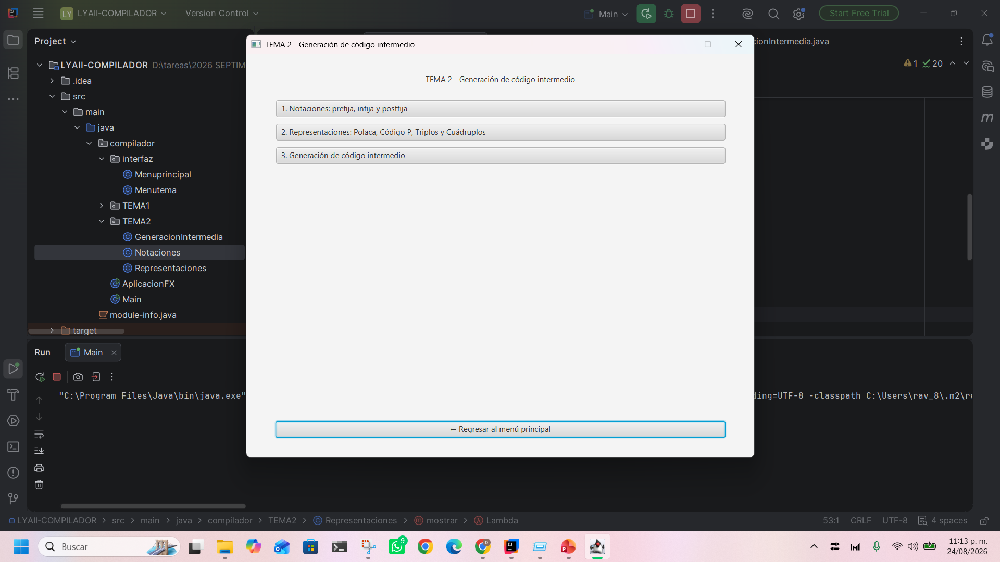 LY LYAII-COMPILADOR Version Control Main Start Free Trial
Project
LYAII-COMPILADOR D:\tareas\2026 SEPTIM
.idea
src
main
java
compilador
interfaz
Menuprincipal
Menutema
TEMA1
TEMA2
GeneracionIntermedia
Notaciones
Representaciones
AplicacionFX
Main
module-info.java
target
cionIntermedia.java
1 20
TEMA 2 - Generación de código intermedio
TEMA 2 - Generación de código intermedio
1. Notaciones: prefija, infija y postfija
2. Representaciones: Polaca, Código P, Triplos y Cuádruplos
3. Generación de código intermedio
← Regresar al menú principal
Run Main
"C:\Program Files\Java\bin\java.exe" ding=UTF-8 -classpath C:\Users\rav_8\.m2\re
LYAII-COMPILADOR > src > main > java > compilador > TEMA2 > Representaciones > mostrar > Lambda 53:1 CRLF UTF-8 4 spaces
Buscar
9
11:13 p. m.
24/08/2026